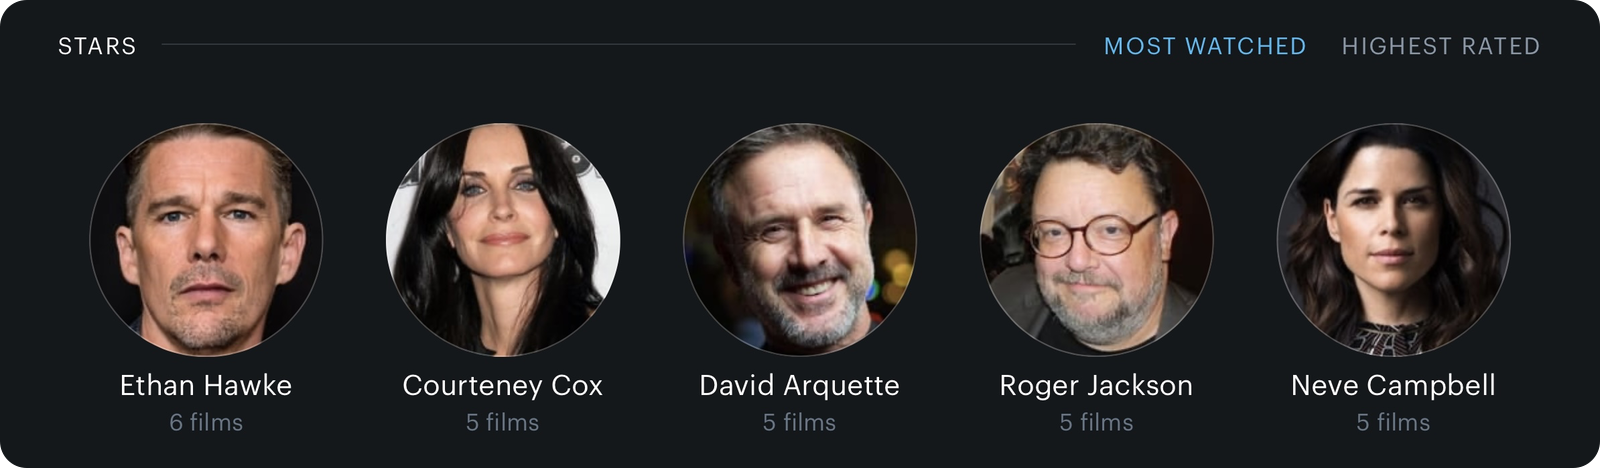 STARS MOST WATCHED HIGHEST RATED
Ethan Hawke Courteney Cox David Arquette Roger Jackson Neve Campbell
6 films 5 films 5 films 5 films 5 films